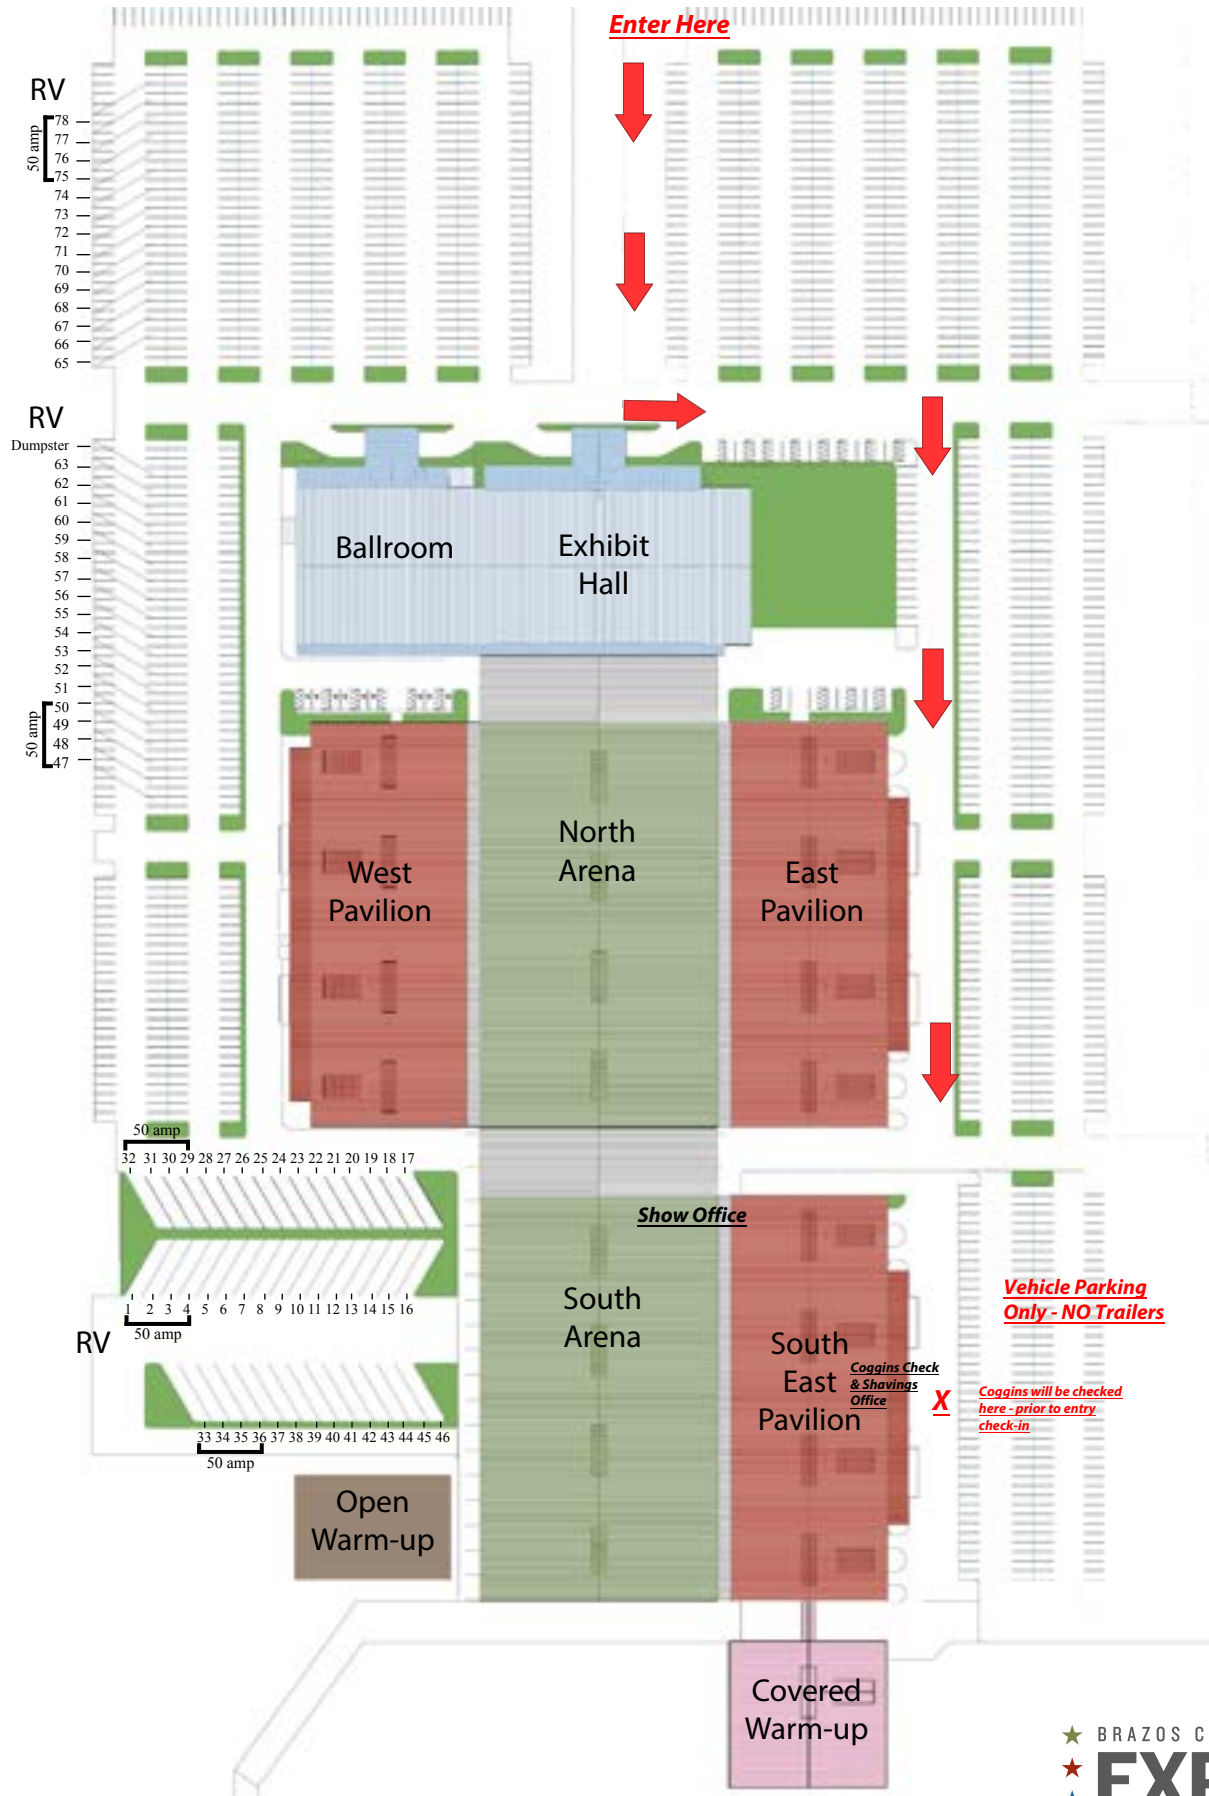 Enter Here
RV
50 amp
78
77
76
75
74
73
72
71
70
69
68
67
66
65
RV
Dumpster
63
62
61
60
59
58
57
56
55
54
53
52
51
50
49
48
47
50 amp
Ballroom
Exhibit
Hall
North
Arena
West
Pavilion
East
Pavilion
50 amp
32 31 30 29 28 27 26 25 24 23 22 21 20 19 18 17
Show Office
1 2 3 4 5 6 7 8 9 10 11 12 13 14 15 16
50 amp
RV
South
Arena
Vehicle Parking
Only - NO Trailers
South
East
Pavilion
Coggins Check
& Shavings
Office
X
Coggins will be checked
here - prior to entry
check-in
33 34 35 36 37 38 39 40 41 42 43 44 45 46
50 amp
Open
Warm-up
Covered
Warm-up
BRAZOS C